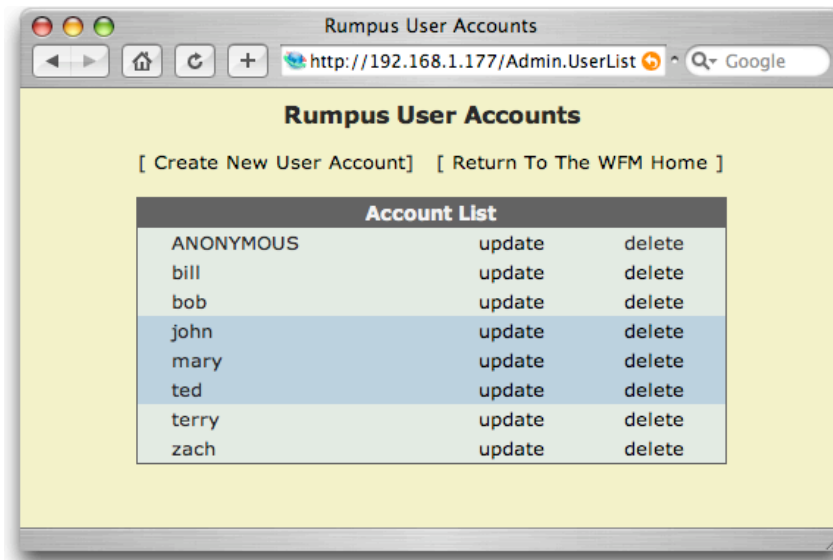 Rumpus User Accounts
http://192.168.1.177/Admin.UserList Google
Rumpus User Accounts
[ Create New User Account] [ Return To The WFM Home ]
Account List
ANONYMOUS update delete
bill update delete
bob update delete
john update delete
mary update delete
ted update delete
terry update delete
zach update delete